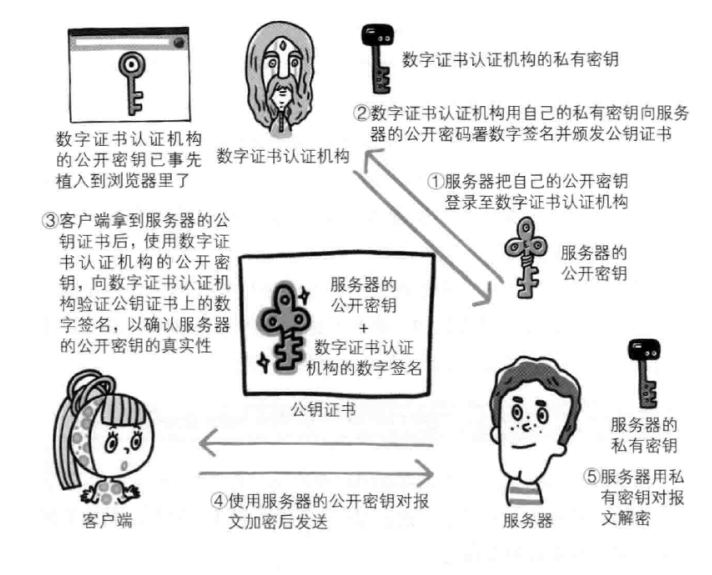 数字证书认证机构
的公开密钥已事先
植入到浏览器里了
数字证书认证机构
数字证书认证机构的私有密钥
②数字证书认证机构用自己的私有密钥向服务
器的公开密码署数字签名并颁发公钥证书
①服务器把自己的公开密钥
登录至数字证书认证机构
服务器的
公开密钥
③客户端拿到服务器的公
钥证书后，使用数字证
书认证机构的公开密
钥，向数字证书认证机
构验证公钥证书上的数
字签名，以确认服务器
的公开密钥的真实性
服务器的
公开密钥
+
数字证书认证
机构的数字签名
公钥证书
服务器的
私有密钥
⑤服务器用私
有密钥对报
文解密
④使用服务器的公开密钥对报
文加密后发送
客户端
服务器